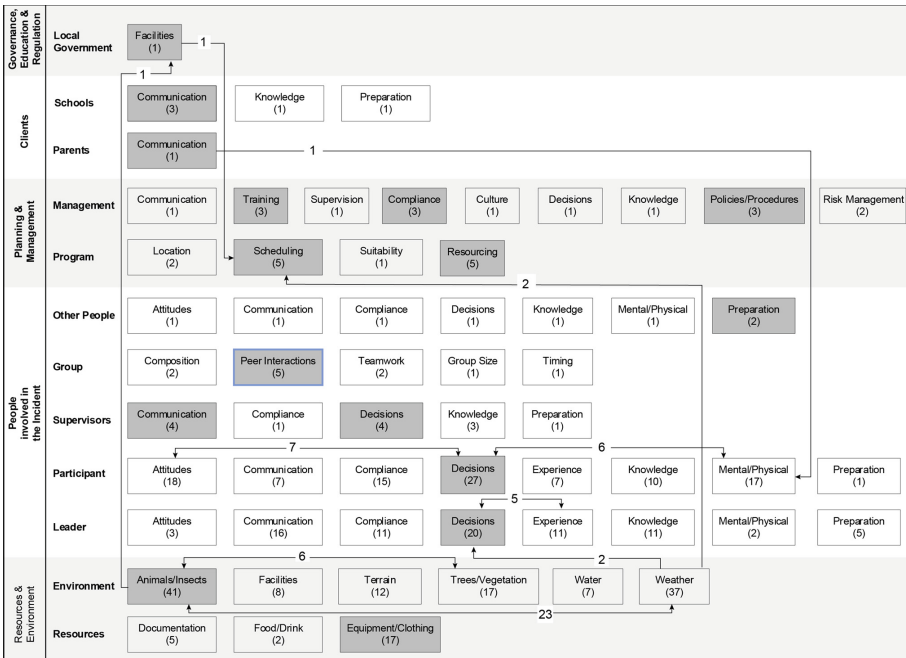 Governance,
Education &
Regulation
Local
Government
Facilities
(1)
1
1
Clients
Schools
Communication
(3)
Knowledge
(1)
Preparation
(1)
Parents
Communication
(1)
1
Planning &
Management
Management
Communication
(1)
Training
(3)
Supervision
(1)
Compliance
(3)
Culture
(1)
Decisions
(1)
Knowledge
(1)
Policies/Procedures
(3)
Risk Management
(2)
Program
Location
(2)
Scheduling
(5)
Suitability
(1)
Resourcing
(5)
2
People
involved in
the Incident
Other People
Attitudes
(1)
Communication
(1)
Compliance
(1)
Decisions
(1)
Knowledge
(1)
Mental/Physical
(1)
Preparation
(2)
Group
Composition
(2)
Peer Interactions
(5)
Teamwork
(2)
Group Size
(1)
Timing
(1)
Supervisors
Communication
(4)
Compliance
(1)
Decisions
(4)
Knowledge
(3)
Preparation
(1)
7
6
Participant
Attitudes
(18)
Communication
(7)
Compliance
(15)
Decisions
(27)
Experience
(7)
Knowledge
(10)
Mental/Physical
(17)
Preparation
(1)
5
Leader
Attitudes
(3)
Communication
(16)
Compliance
(11)
Decisions
(20)
Experience
(11)
Knowledge
(11)
Mental/Physical
(2)
Preparation
(5)
6
2
Resources &
Environment
Environment
Animals/Insects
(41)
Facilities
(8)
Terrain
(12)
Trees/Vegetation
(17)
Water
(7)
Weather
(37)
23
Resources
Documentation
(5)
Food/Drink
(2)
Equipment/Clothing
(17)